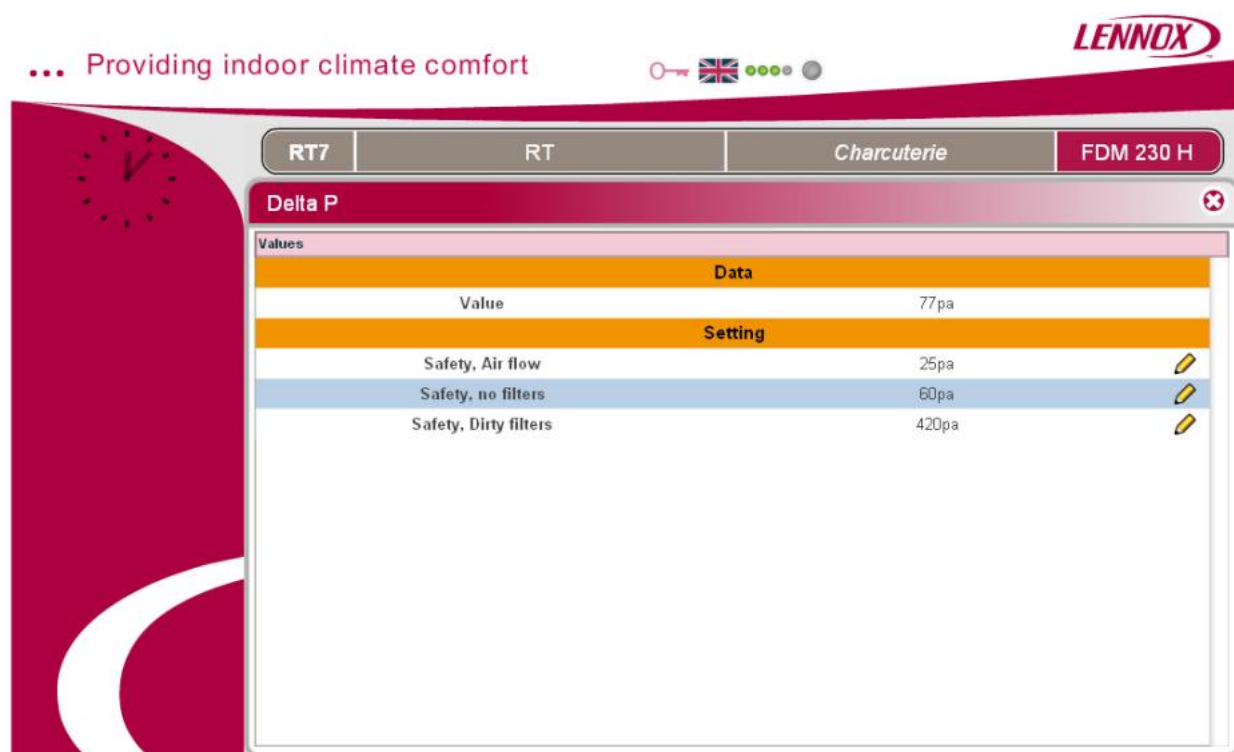 LENNOX
... Providing indoor climate comfort
RT7 RT Charcuterie FDM 230 H
Delta P
Values
Data
Value 77pa
Setting
Safety, Air flow 25pa
Safety, no filters 60pa
Safety, Dirty filters 420pa